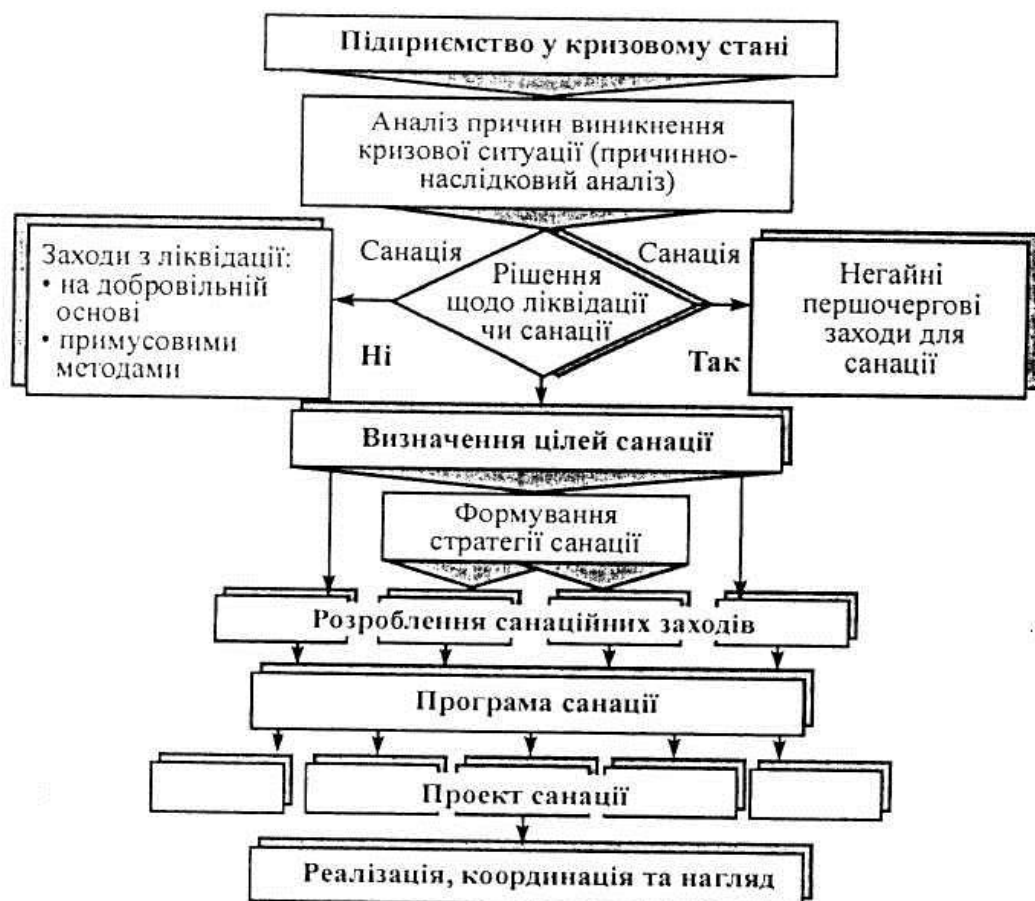 Підприємство у кризовому стані
Аналіз причин виникнення
кризової ситуації (причинно-
наслідковий аналіз)
Заходи з ліквідації:
• на добровільній
основі
• примусовими
методами
Санація
Ні
Рішення
щодо ліквідації
чи санації
Санація
Так
Негайні
першочергові
заходи для
санації
Визначення цілей санації
Формування
стратегії санації
Розроблення санаційних заходів
Програма санації
Проект санації
Реалізація, координація та нагляд